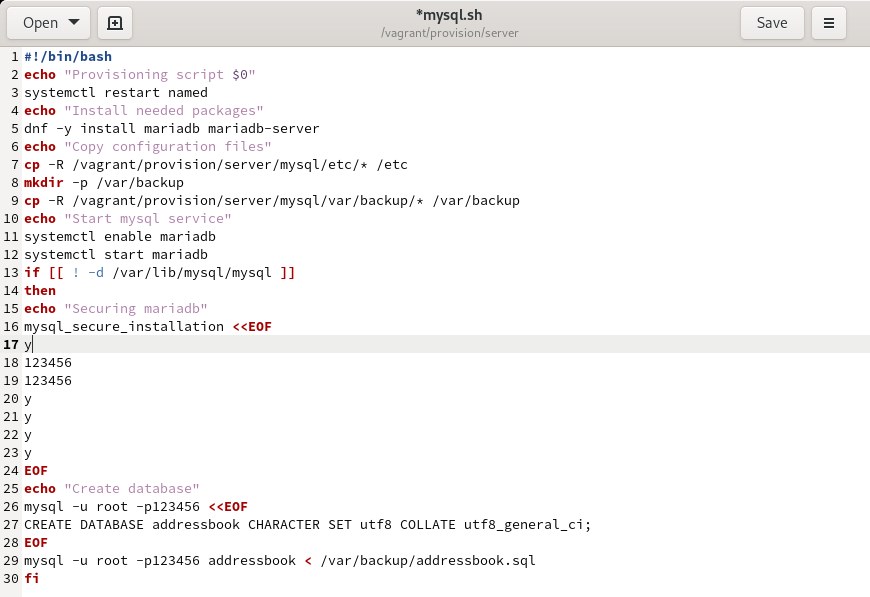 Open
*mysql.sh
/vagrant/provision/server
Save
1 #!/bin/bash
2 echo "Provisioning script $0"
3 systemctl restart named
4 echo "Install needed packages"
5 dnf -y install mariadb mariadb-server
6 echo "Copy configuration files"
7 cp -R /vagrant/provision/server/mysql/etc/* /etc
8 mkdir -p /var/backup
9 cp -R /vagrant/provision/server/mysql/var/backup/* /var/backup
10 echo "Start mysql service"
11 systemctl enable mariadb
12 systemctl start mariadb
13 if [[ ! -d /var/lib/mysql/mysql ]]
14 then
15 echo "Securing mariadb"
16 mysql_secure_installation <<EOF
17 y
18 123456
19 123456
20 y
21 y
22 y
23 y
24 EOF
25 echo "Create database"
26 mysql -u root -p123456 <<EOF
27 CREATE DATABASE addressbook CHARACTER SET utf8 COLLATE utf8_general_ci;
28 EOF
29 mysql -u root -p123456 addressbook < /var/backup/addressbook.sql
30 fi